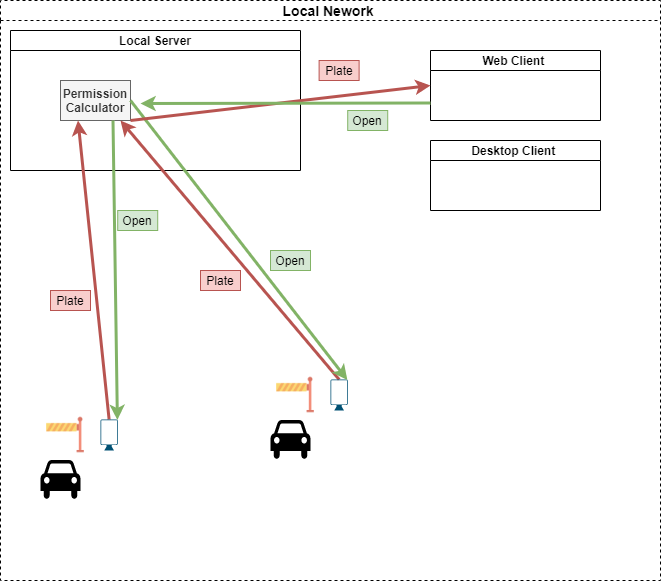 Local Nework
Local Server
Permission
Calculator
Plate
Web Client
Open
Desktop Client
Open
Open
Plate
Plate